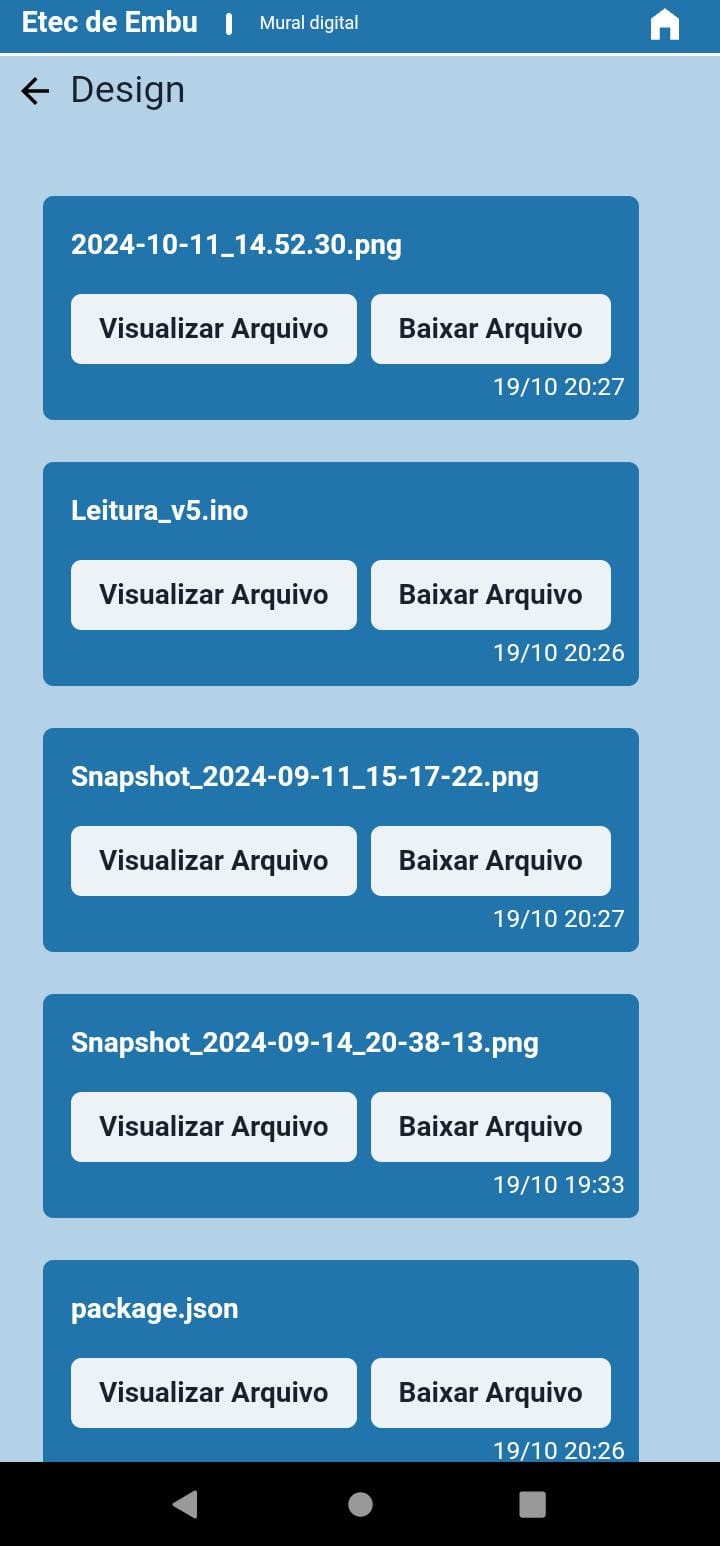 Etec de Embu Mural digital
Design
2024-10-11_14.52.30.png
Visualizar Arquivo Baixar Arquivo
19/10 20:27
Leitura_v5.ino
Visualizar Arquivo Baixar Arquivo
19/10 20:26
Snapshot_2024-09-11_15-17-22.png
Visualizar Arquivo Baixar Arquivo
19/10 20:27
Snapshot_2024-09-14_20-38-13.png
Visualizar Arquivo Baixar Arquivo
19/10 19:33
package.json
Visualizar Arquivo Baixar Arquivo
19/10 20:26